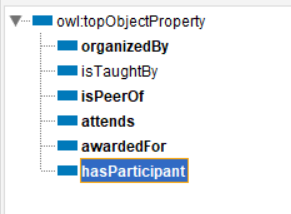 owl:topObjectProperty
organizedBy
isTaughtBy
isPeerOf
attends
awardedFor
hasParticipant